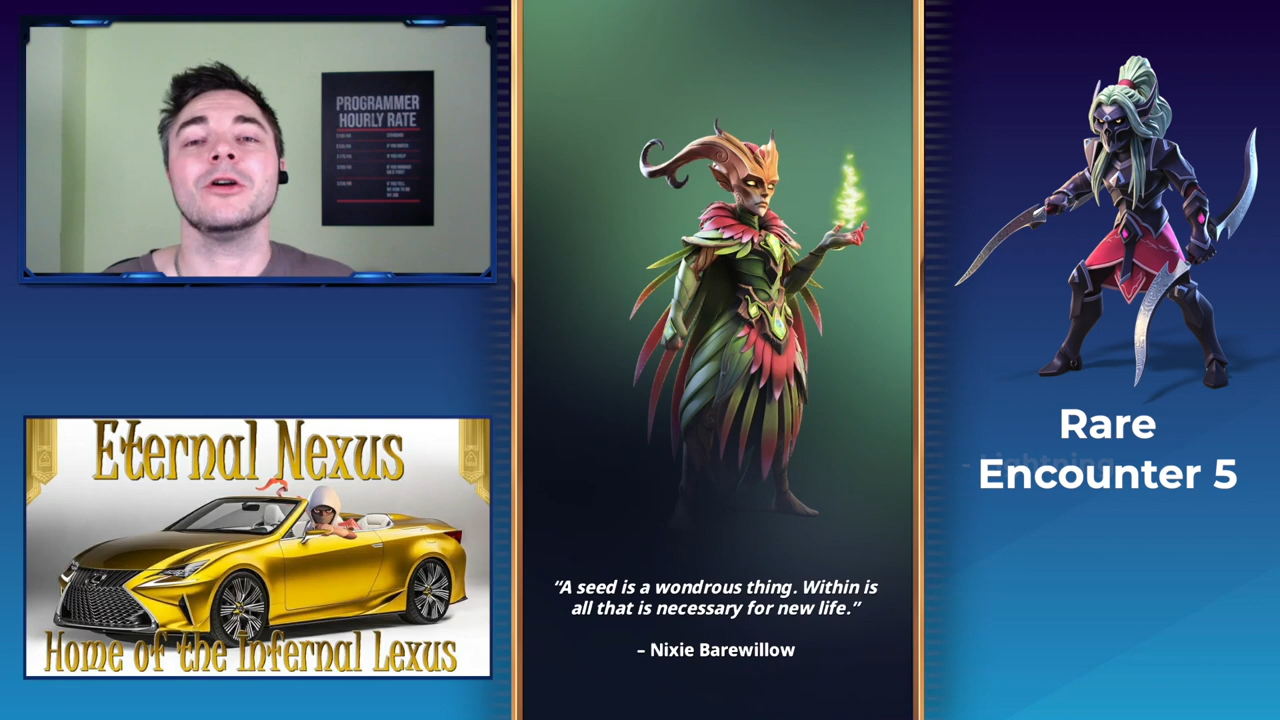 PROGRAMMER
HOURLY RATE
Eternal Nexus
Home of the Infernal Lexus
“A seed is a wondrous thing. Within is
all that is necessary for new life.”
– Nixie Barewillow
Rare
Encounter 5
- Lightning